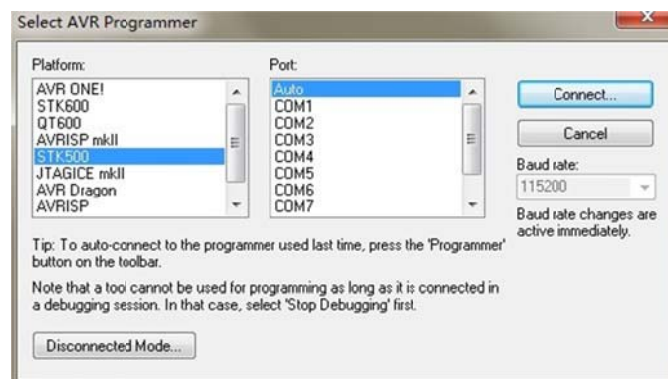 Select AVR Programmer
Platform:
AVR ONE!
STK600
QT600
AVRISP mkII
STK500
JTAGICE mkII
AVR Dragon
AVRISP
Port:
Auto
COM1
COM2
COM3
COM4
COM5
COM6
COM7
Connect...
Cancel
Baud rate:
115200
Baud rate changes are
active immediately.
Tip: To auto-connect to the programmer used last time, press the 'Programmer'
button on the toolbar.
Note that a tool cannot be used for programming as long as it is connected in
a debugging session. In that case, select 'Stop Debugging' first.
Disconnected Mode...